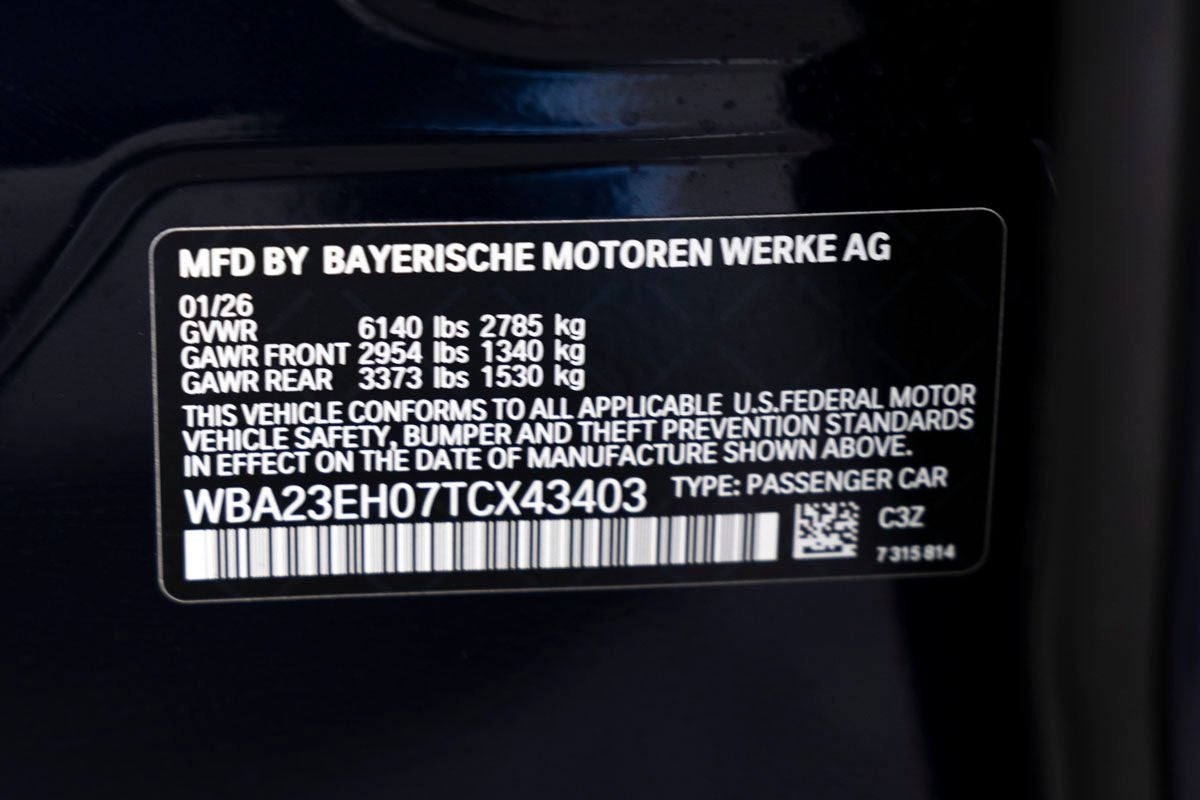 MFD BY BAYERISCHE MOTOREN WERKE AG
01/26
GVWR 6140 lbs 2785 kg
GAWR FRONT 2954 lbs 1340 kg
GAWR REAR 3373 lbs 1530 kg
THIS VEHICLE CONFORMS TO ALL APPLICABLE U.S.FEDERAL MOTOR
VEHICLE SAFETY, BUMPER AND THEFT PREVENTION STANDARDS
IN EFFECT ON THE DATE OF MANUFACTURE SHOWN ABOVE.
WBA23EH07TCX43403 TYPE: PASSENGER CAR
C3Z
7 315 814